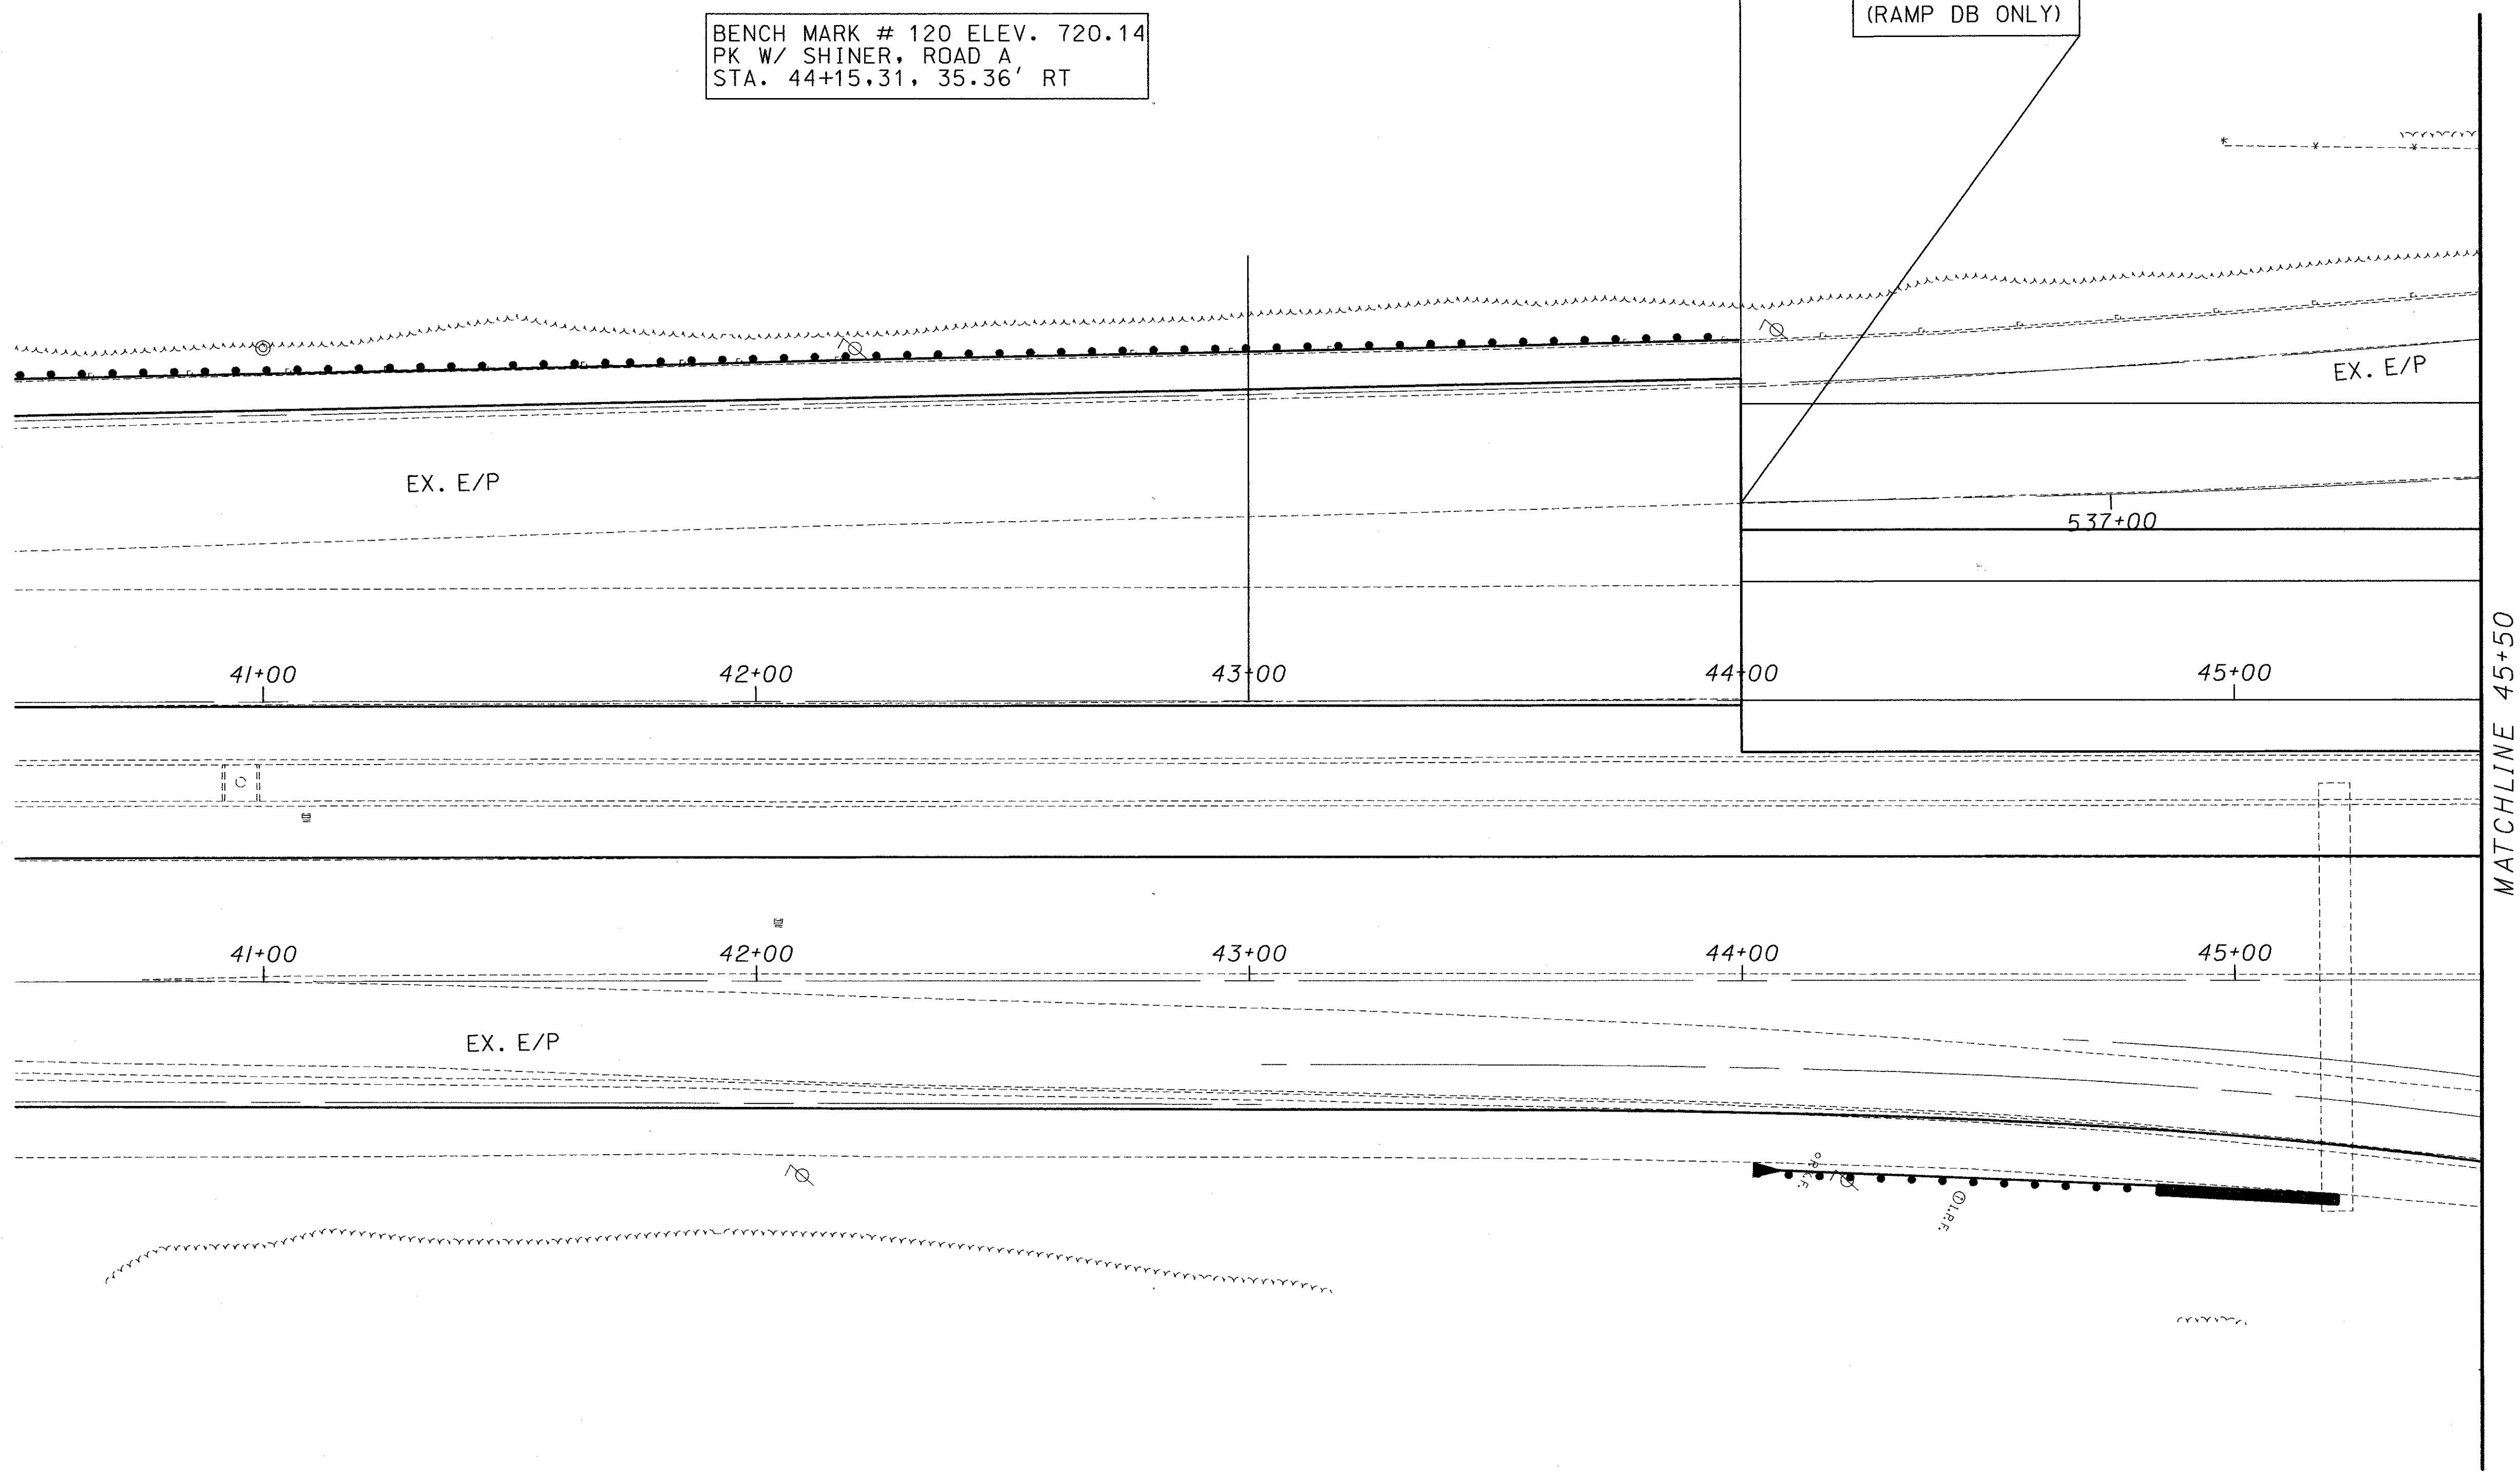 (RAMP DB ONLY)
BENCH MARK # 120 ELEV. 720.14
PK W/ SHINER, ROAD A
STA. 44+15.31, 35.36' RT
EX. E/P
EX. E/P
537+00
41+00 42+00 43+00 44+00 45+00
MATCHLINE 45+50
41+00 42+00 43+00 44+00 45+00
EX. E/P
I.P.F.